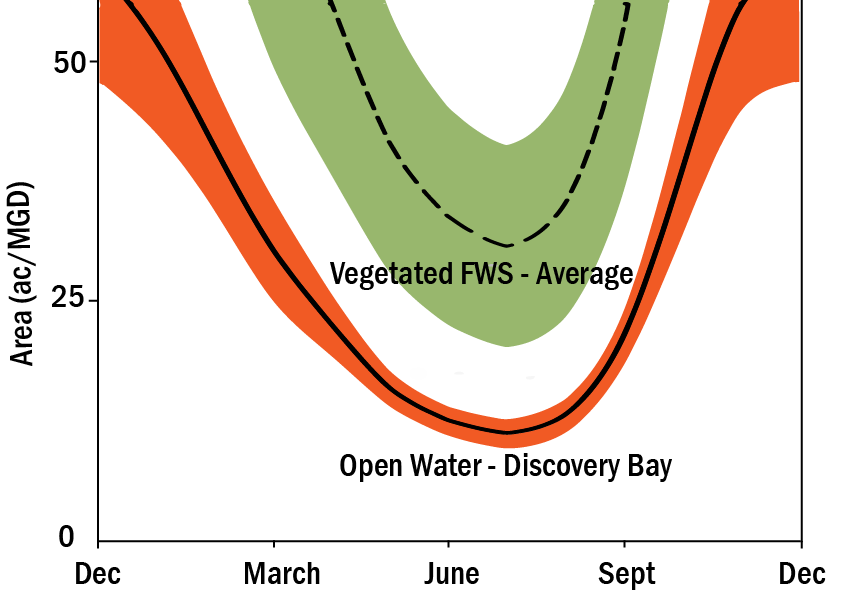 50
Area (ac/MGD)
Vegetated FWS - Average
25
Open Water - Discovery Bay
0
Dec March June Sept Dec